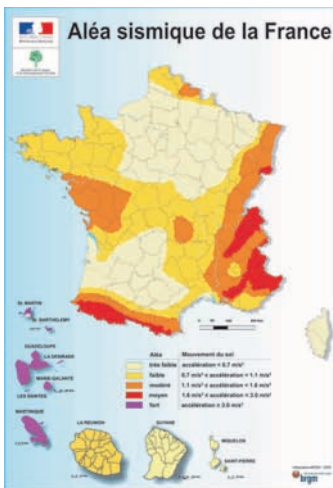 Aléa sismique de la France
ST. MARTIN
ST. BARTHELEMY
GUADELOUPE
LA DESIRADE
MARIE-GALANTE
LES SAINTES
MARTINIQUE
LA RÉUNION
GUYANE
MIQUELON
SAINT-PIERRE
Aléa Mouvement du sol
très faible accélération < 0.7 m/s²
faible 0.7 m/s² ≤ accélération < 1.1 m/s²
modéré 1.1 m/s² ≤ accélération < 1.6 m/s²
moyen 1.6 m/s² ≤ accélération < 3.0 m/s²
fort accélération ≥ 3.0 m/s²
brgm